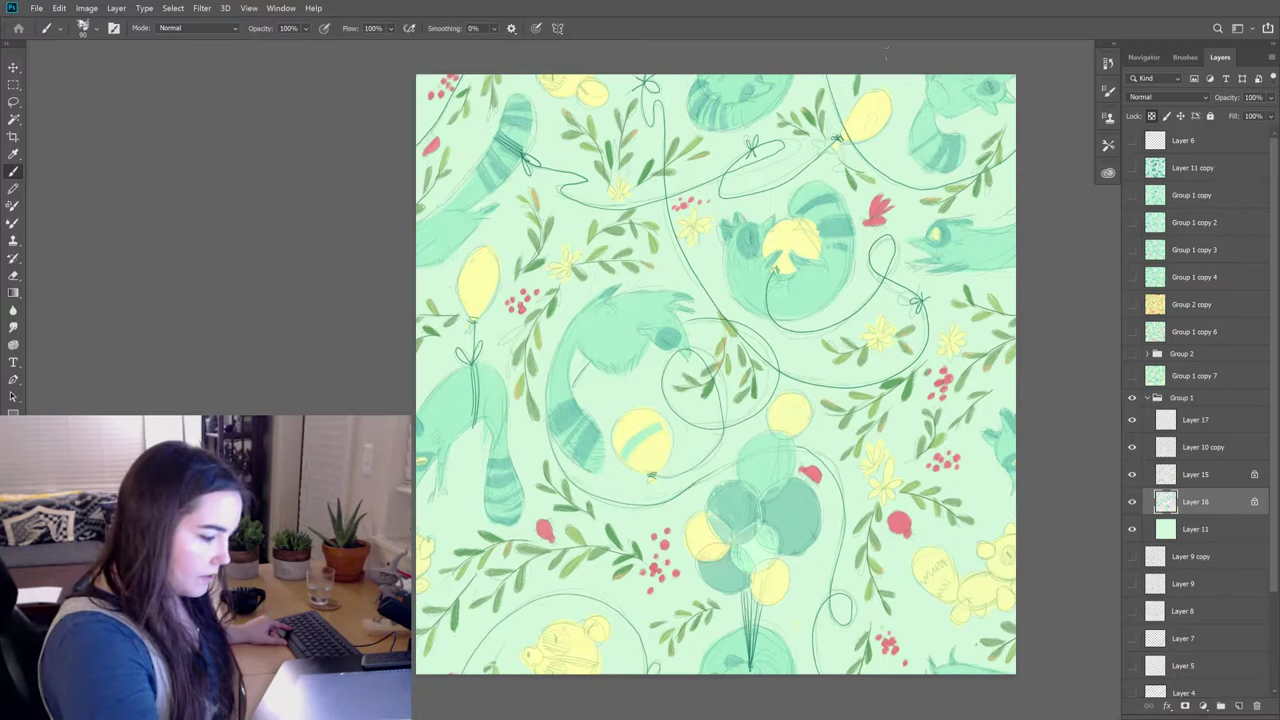 Ps File Edit Image Layer Type Select Filter 3D View Window Help
90 Mode: Normal Opacity: 100% Flow: 100% Smoothing: 0%
Navigator Brushes Layers
Kind
Normal Opacity: 100%
Lock: Fill: 100%
Layer 6
Layer 11 copy
Group 1 copy
Group 1 copy 2
Group 1 copy 3
Group 1 copy 4
Group 2 copy
Group 1 copy 6
Group 2
Group 1 copy 7
Group 1
Layer 17
Layer 10 copy
Layer 15
Layer 16
Layer 11
Layer 9 copy
Layer 9
Layer 8
Layer 7
Layer 5
Layer 4
fx